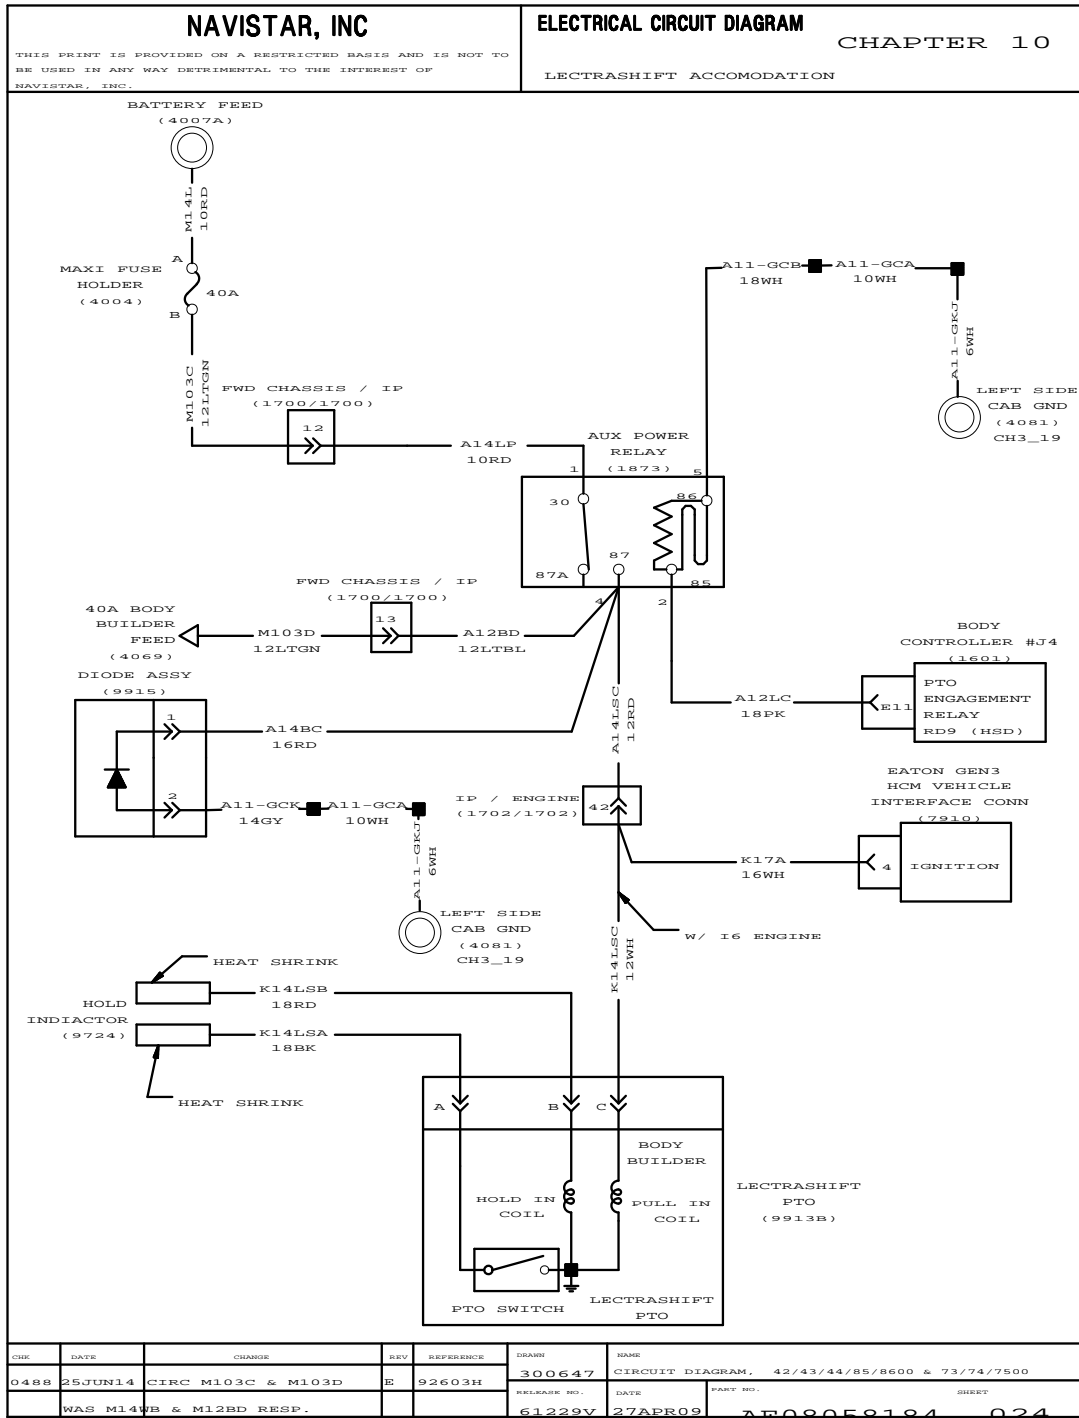 NAVISTAR, INC
THIS PRINT IS PROVIDED ON A RESTRICTED BASIS AND IS NOT TO
BE USED IN ANY WAY DETRIMENTAL TO THE INTEREST OF
NAVISTAR, INC.
ELECTRICAL CIRCUIT DIAGRAM
CHAPTER 10
LECTRASHIFT ACCOMODATION
BATTERY FEED
(4007A)
M14L
10RD
A
MAXI FUSE
HOLDER
(4004)
40A
B
M103C
12LTGN
FWD CHASSIS / IP
(1700/1700)
12
A14LP
10RD
A11-GCB
18WH
A11-GCA
10WH
A11-GKJ
6WH
LEFT SIDE
CAB GND
(4081)
CH3_19
AUX POWER
RELAY
(1873)
1
5
30
86
87
87A
85
4
2
FWD CHASSIS / IP
(1700/1700)
13
40A BODY
BUILDER
FEED
(4069)
M103D
12LTGN
A12BD
12LTBL
DIODE ASSY
(9915)
1
A14BC
16RD
2
A11-GCK
14GY
A11-GCA
10WH
A11-GKJ
6WH
LEFT SIDE
CAB GND
(4081)
CH3_19
A14LSC
12RD
A12LC
18PK
BODY
CONTROLLER #J4
(1601)
E11
PTO
ENGAGEMENT
RELAY
RD9 (HSD)
IP / ENGINE
(1702/1702)
42
EATON GEN3
HCM VEHICLE
INTERFACE CONN
(7910)
K17A
16WH
4
IGNITION
W/ I6 ENGINE
K14LSC
12WH
HEAT SHRINK
K14LSB
18RD
HOLD
INDIACTOR
(9724)
K14LSA
18BK
HEAT SHRINK
A
B
C
BODY
BUILDER
HOLD IN
COIL
PULL IN
COIL
LECTRASHIFT
PTO
(9913B)
PTO SWITCH
LECTRASHIFT
PTO
CHK DATE CHANGE REV REFERENCE
0488 25JUN14 CIRC M103C & M103D E 92603H
WAS M14WB & M12BD RESP.
DRAWN
300647
NAME
CIRCUIT DIAGRAM, 42/43/44/85/8600 & 73/74/7500
RELEASE NO.
61229V
DATE
27APR09
PART NO.
AF08058184
SHEET
024